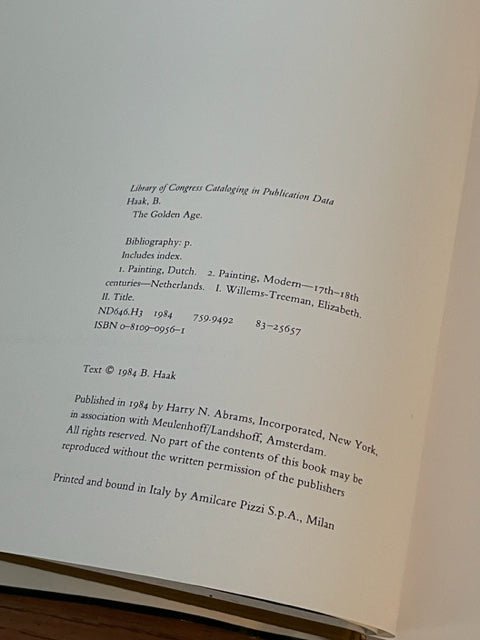 Library of Congress Cataloging in Publication Data
Haak, B.
The Golden Age.
Bibliography: p.
Includes index.
1. Painting, Dutch. 2. Painting, Modern—17th–18th
centuries—Netherlands. I. Willems-Treeman, Elizabeth.
II. Title.
ND646.H3 1984 759.9492 83-25657
ISBN 0-8109-0956-1
Text © 1984 B. Haak
Published in 1984 by Harry N. Abrams, Incorporated, New York,
in association with Meulenhoff/Landshoff, Amsterdam.
All rights reserved. No part of the contents of this book may be
reproduced without the written permission of the publishers
Printed and bound in Italy by Amilcare Pizzi S.p.A., Milan